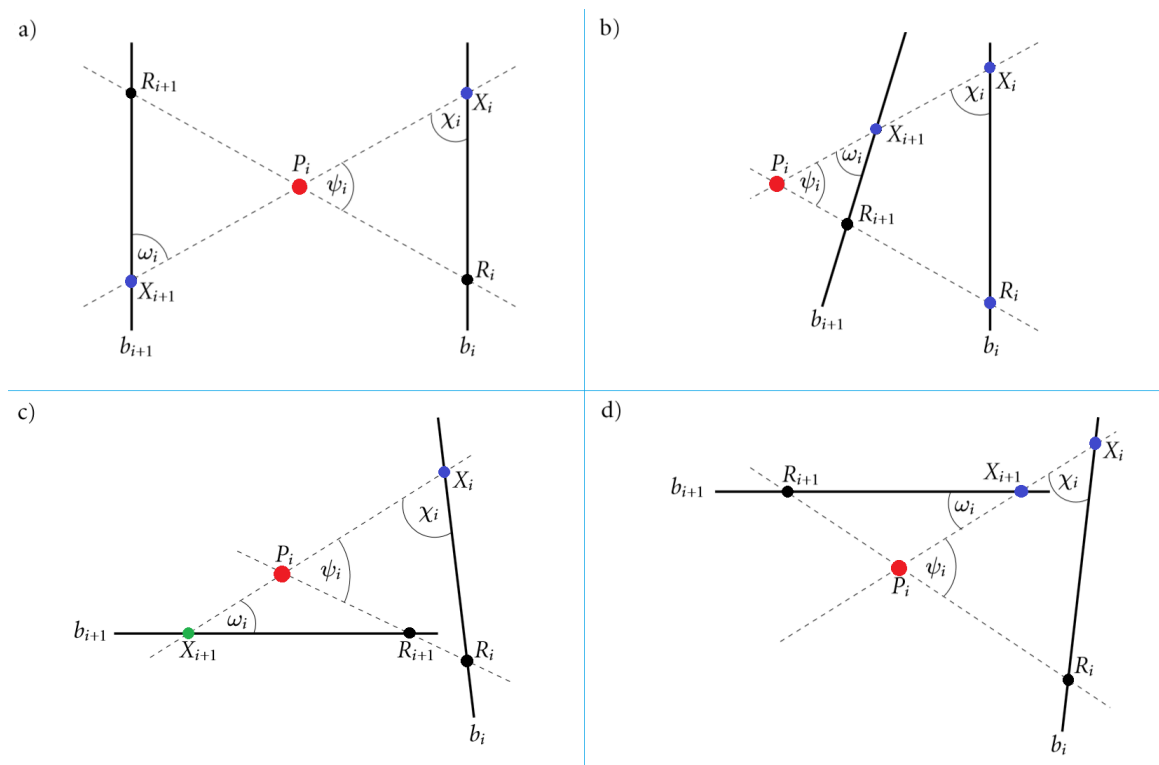 a)
R_{i+1}
X_i
χ_i
P_i
ψ_i
ω_i
R_i
X_{i+1}
b_{i+1}
b_i
b)
X_i
χ_i
X_{i+1}
ω_i
P_i
ψ_i
R_{i+1}
R_i
b_{i+1}
b_i
c)
X_i
χ_i
P_i
ψ_i
ω_i
b_{i+1}
X_{i+1}
R_{i+1}
R_i
b_i
d)
X_i
R_{i+1}
X_{i+1}
χ_i
b_{i+1}
ω_i
P_i
ψ_i
R_i
b_i